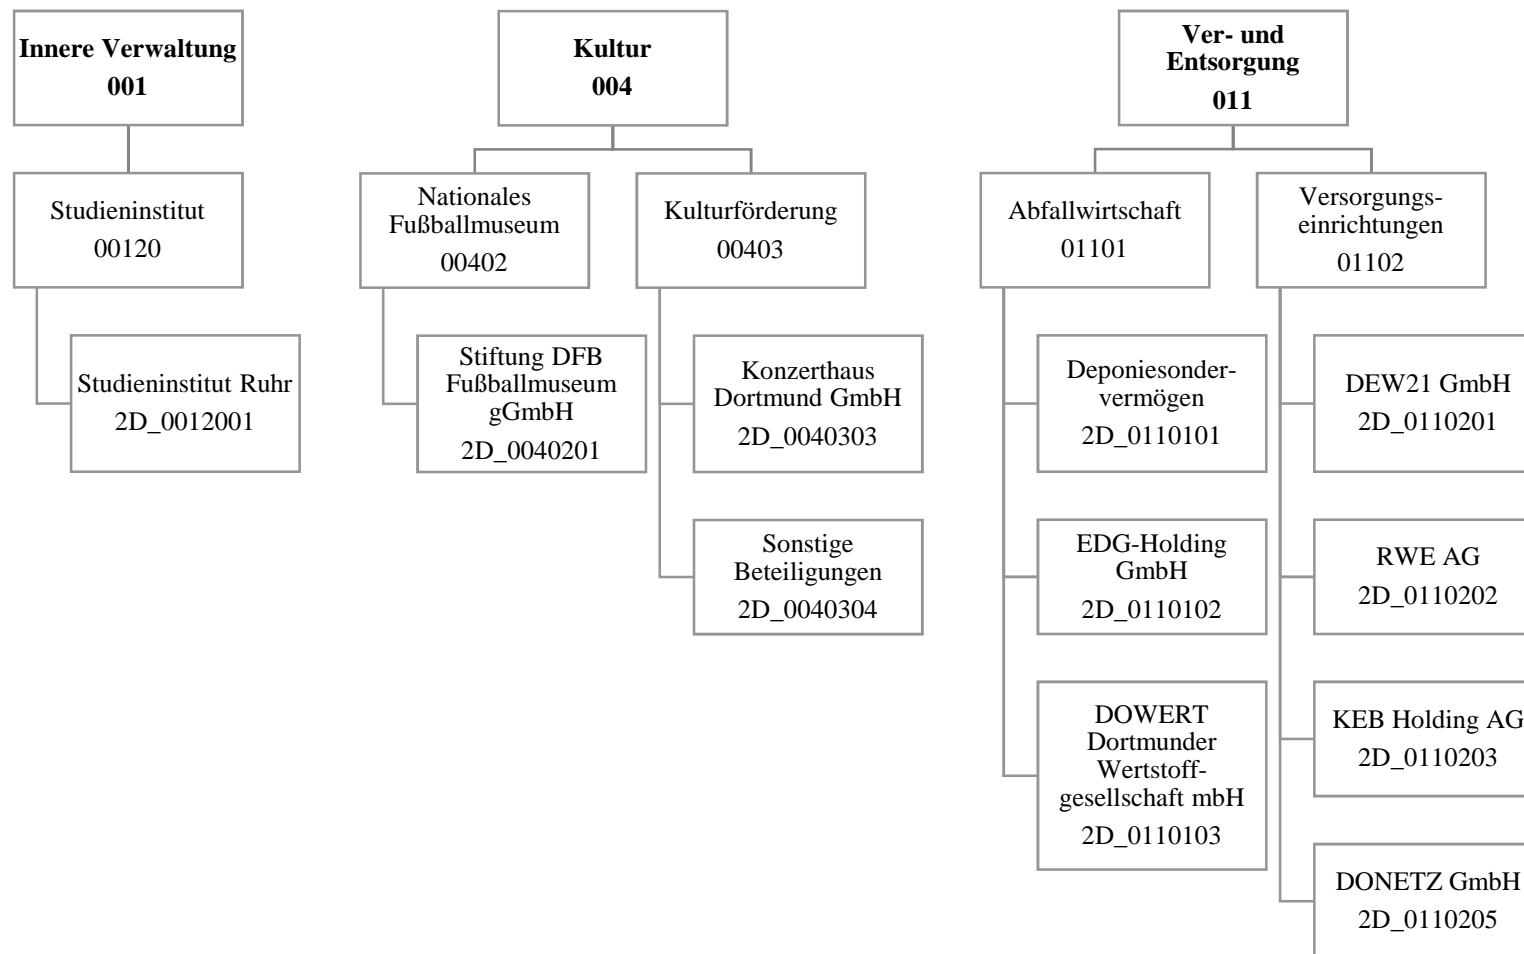 Innere Verwaltung
001
Studieninstitut
00120
Studieninstitut Ruhr
2D_0012001
Kultur
004
Nationales
Fußballmuseum
00402
Stiftung DFB
Fußballmuseum
gGmbH
2D_0040201
Kulturförderung
00403
Konzerthaus
Dortmund GmbH
2D_0040303
Sonstige
Beteiligungen
2D_0040304
Ver- und
Entsorgung
011
Abfallwirtschaft
01101
Deponiesonder-
vermögen
2D_0110101
EDG-Holding
GmbH
2D_0110102
DOWERT
Dortmunder
Wertstoff-
gesellschaft mbH
2D_0110103
Versorgungs-
einrichtungen
01102
DEW21 GmbH
2D_0110201
RWE AG
2D_0110202
KEB Holding AG
2D_0110203
DONETZ GmbH
2D_0110205